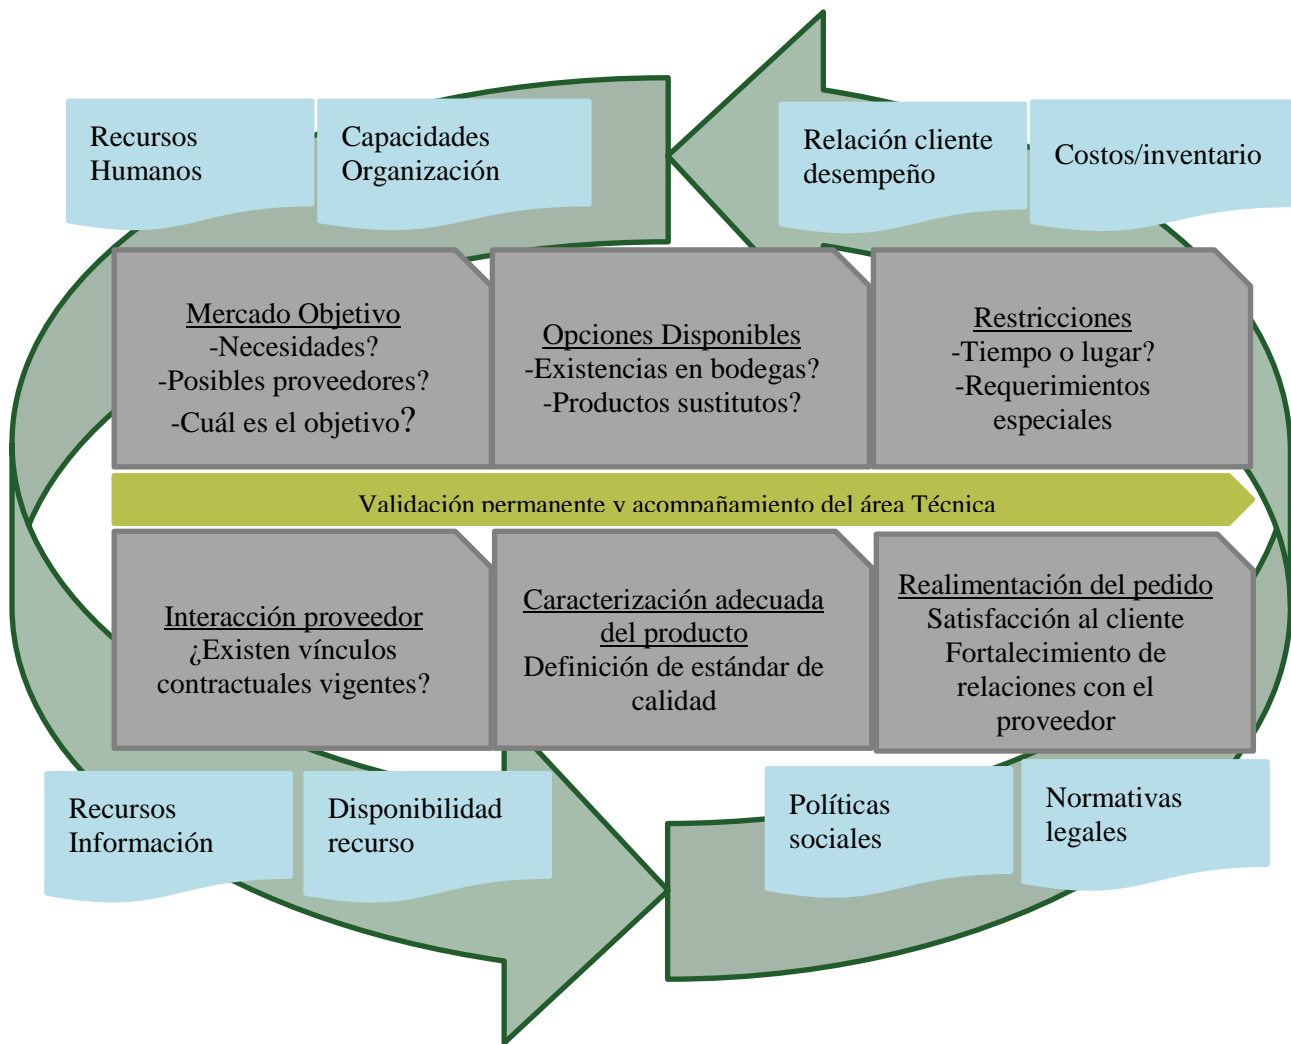 Recursos
Humanos
Capacidades
Organización
Relación cliente
desempeño
Costos/inventario
Mercado Objetivo
-Necesidades?
-Posibles proveedores?
-Cuál es el objetivo?
Opciones Disponibles
-Existencias en bodegas?
-Productos sustitutos?
Restricciones
-Tiempo o lugar?
-Requerimientos
especiales
Validación permanente y acompañamiento del área Técnica
Interacción proveedor
¿Existen vínculos
contractuales vigentes?
Caracterización adecuada
del producto
Definición de estándar de
calidad
Realimentación del pedido
Satisfacción al cliente
Fortalecimiento de
relaciones con el
proveedor
Recursos
Información
Disponibilidad
recurso
Políticas
sociales
Normativas
legales